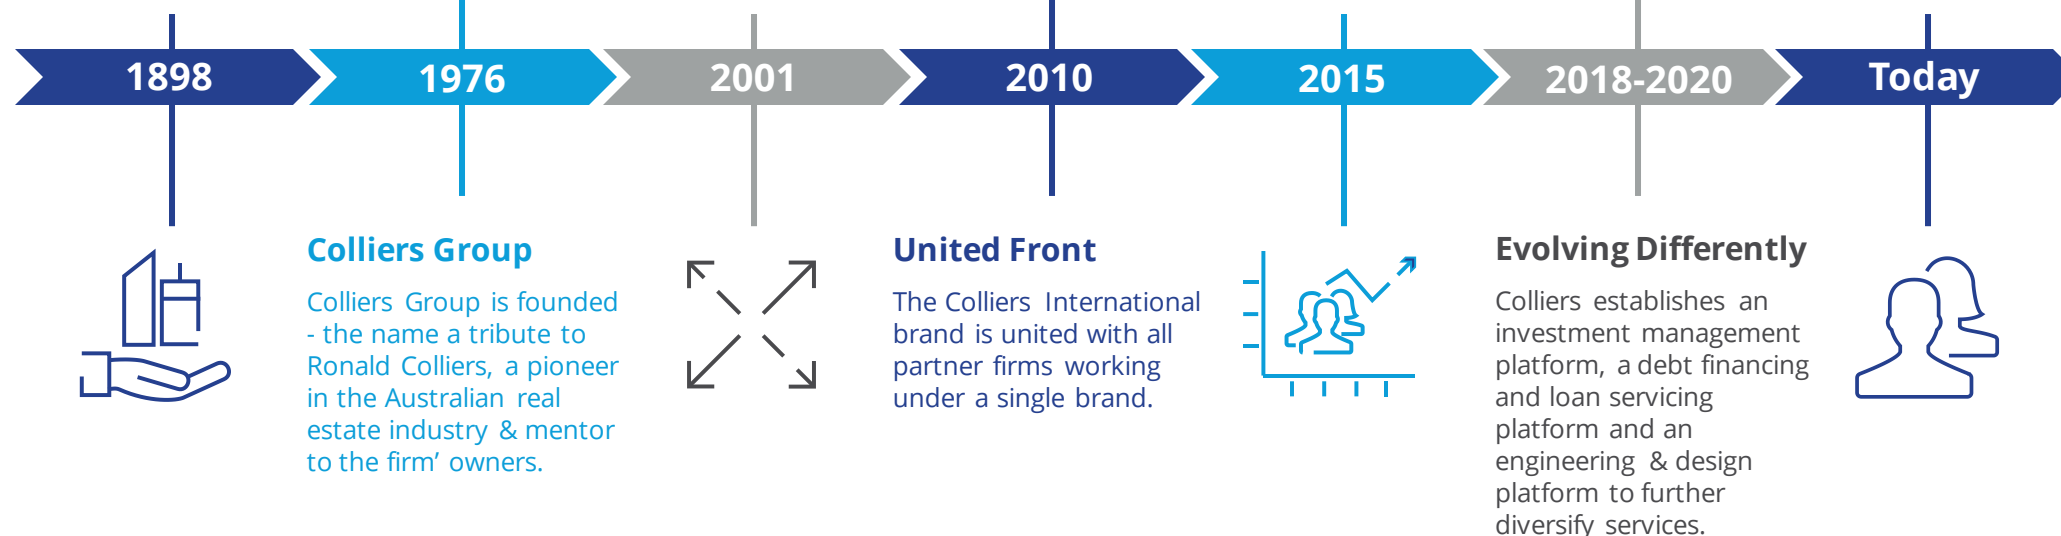 1898
1976
2001
2010
2015
2018-2020
Today
Colliers Group
Colliers Group is founded
- the name a tribute to
Ronald Colliers, a pioneer
in the Australian real
estate industry & mentor
to the firm’ owners.
United Front
The Colliers International
brand is united with all
partner firms working
under a single brand.
Evolving Differently
Colliers establishes an
investment management
platform, a debt financing
and loan servicing
platform and an
engineering & design
platform to further
diversify services.